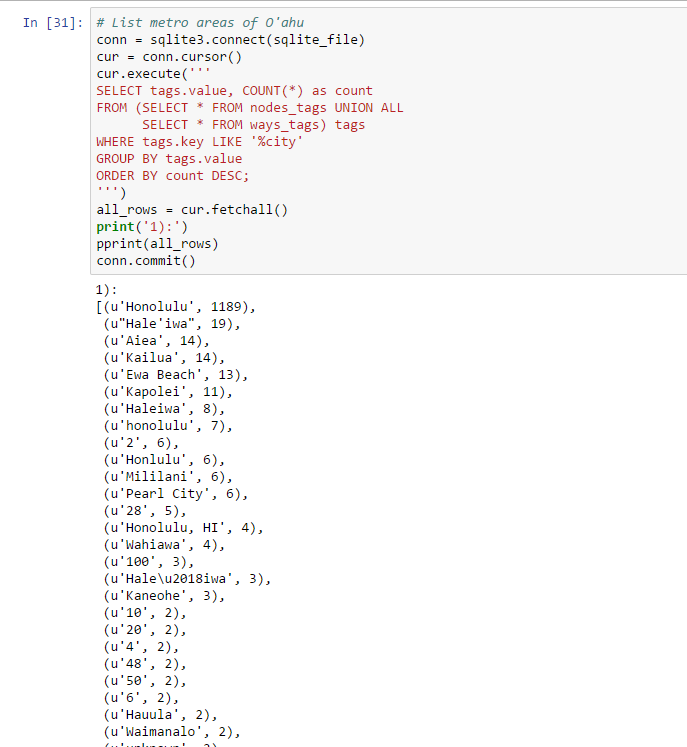 In [31]: # List metro areas of O'ahu
conn = sqlite3.connect(sqlite_file)
cur = conn.cursor()
cur.execute('''
SELECT tags.value, COUNT(*) as count
FROM (SELECT * FROM nodes_tags UNION ALL
      SELECT * FROM ways_tags) tags
WHERE tags.key LIKE '%city'
GROUP BY tags.value
ORDER BY count DESC;
''')
all_rows = cur.fetchall()
print('1):')
pprint(all_rows)
conn.commit()
1):
[(u'Honolulu', 1189),
 (u"Hale'iwa", 19),
 (u'Aiea', 14),
 (u'Kailua', 14),
 (u'Ewa Beach', 13),
 (u'Kapolei', 11),
 (u'Haleiwa', 8),
 (u'honolulu', 7),
 (u'2', 6),
 (u'Honlulu', 6),
 (u'Mililani', 6),
 (u'Pearl City', 6),
 (u'28', 5),
 (u'Honolulu, HI', 4),
 (u'Wahiawa', 4),
 (u'100', 3),
 (u'Hale\u2018iwa', 3),
 (u'Kaneohe', 3),
 (u'10', 2),
 (u'20', 2),
 (u'4', 2),
 (u'48', 2),
 (u'50', 2),
 (u'6', 2),
 (u'Hauula', 2),
 (u'Waimanalo', 2),